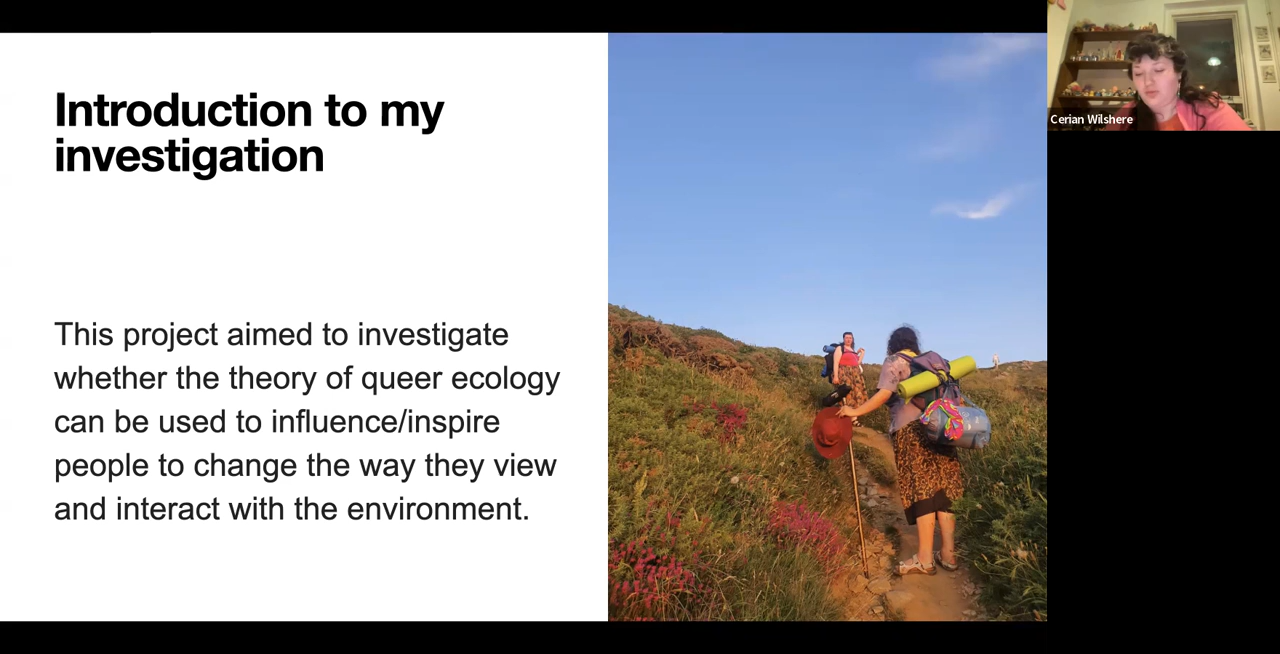 Introduction to my
investigation
This project aimed to investigate
whether the theory of queer ecology
can be used to influence/inspire
people to change the way they view
and interact with the environment.
Cerian Wilshere